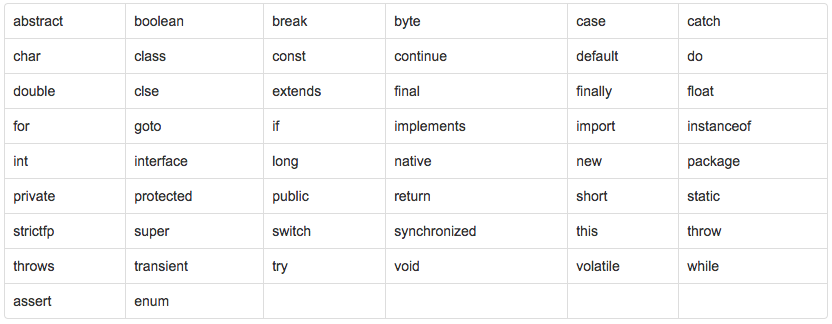 abstract boolean break byte case catch
char class const continue default do
double clse extends final finally float
for goto if implements import instanceof
int interface long native new package
private protected public return short static
strictfp super switch synchronized this throw
throws transient try void volatile while
assert enum